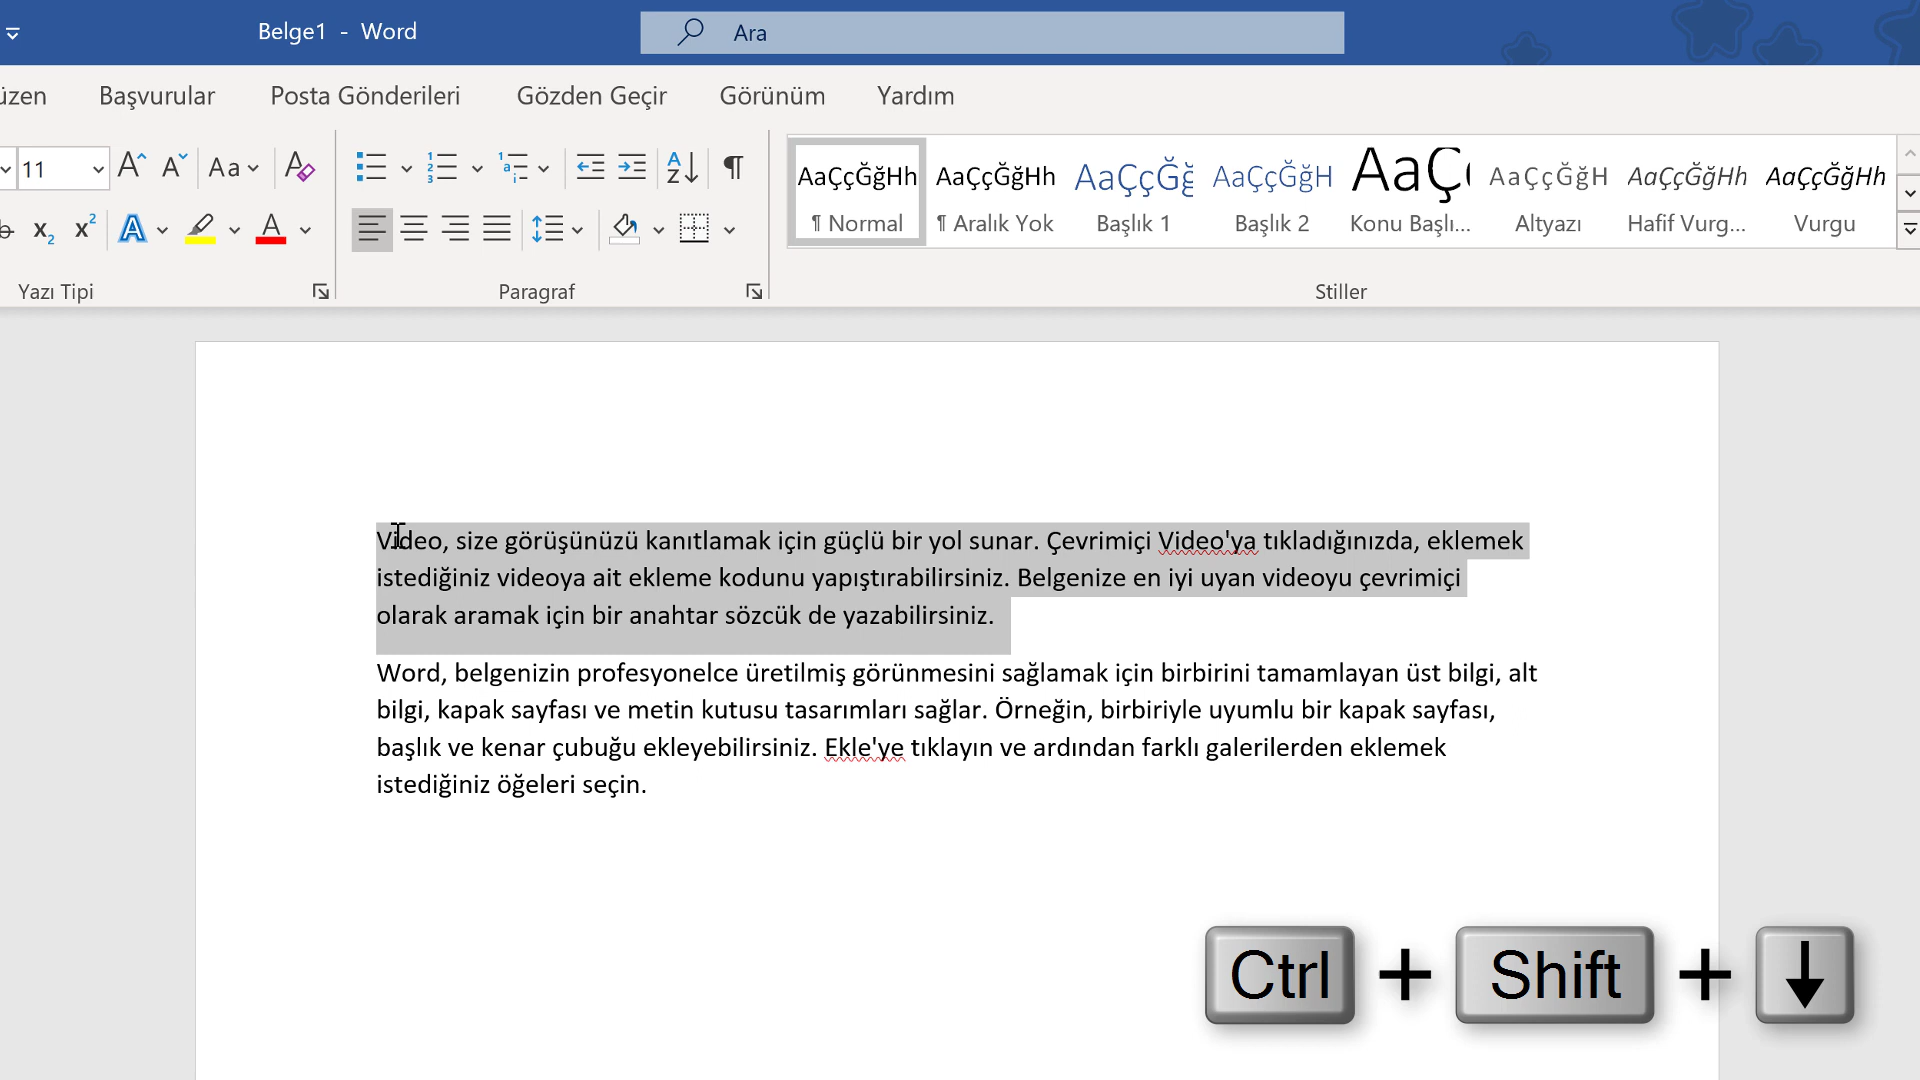 Belge1 - Word
Ara
üzen Başvurular Posta Gönderileri Gözden Geçir Görünüm Yardım
11
AaÇçĞğHh AaÇçĞğHh AaÇçĞğ AaÇçĞğH AaÇ AaÇçĞğH AaÇçĞğHh AaÇçĞğHh
¶ Normal ¶ Aralık Yok Başlık 1 Başlık 2 Konu Başlı... Altyazı Hafif Vurg... Vurgu
Yazı Tipi Paragraf Stiller
Video, size görüşünüzü kanıtlamak için güçlü bir yol sunar. Çevrimiçi Video'ya tıkladığınızda, eklemek
istediğiniz videoya ait ekleme kodunu yapıştırabilirsiniz. Belgenize en iyi uyan videoyu çevrimiçi
olarak aramak için bir anahtar sözcük de yazabilirsiniz.
Word, belgenizin profesyonelce üretilmiş görünmesini sağlamak için birbirini tamamlayan üst bilgi, alt
bilgi, kapak sayfası ve metin kutusu tasarımları sağlar. Örneğin, birbiriyle uyumlu bir kapak sayfası,
başlık ve kenar çubuğu ekleyebilirsiniz. Ekle'ye tıklayın ve ardından farklı galerilerden eklemek
istediğiniz öğeleri seçin.
Ctrl + Shift + ↓